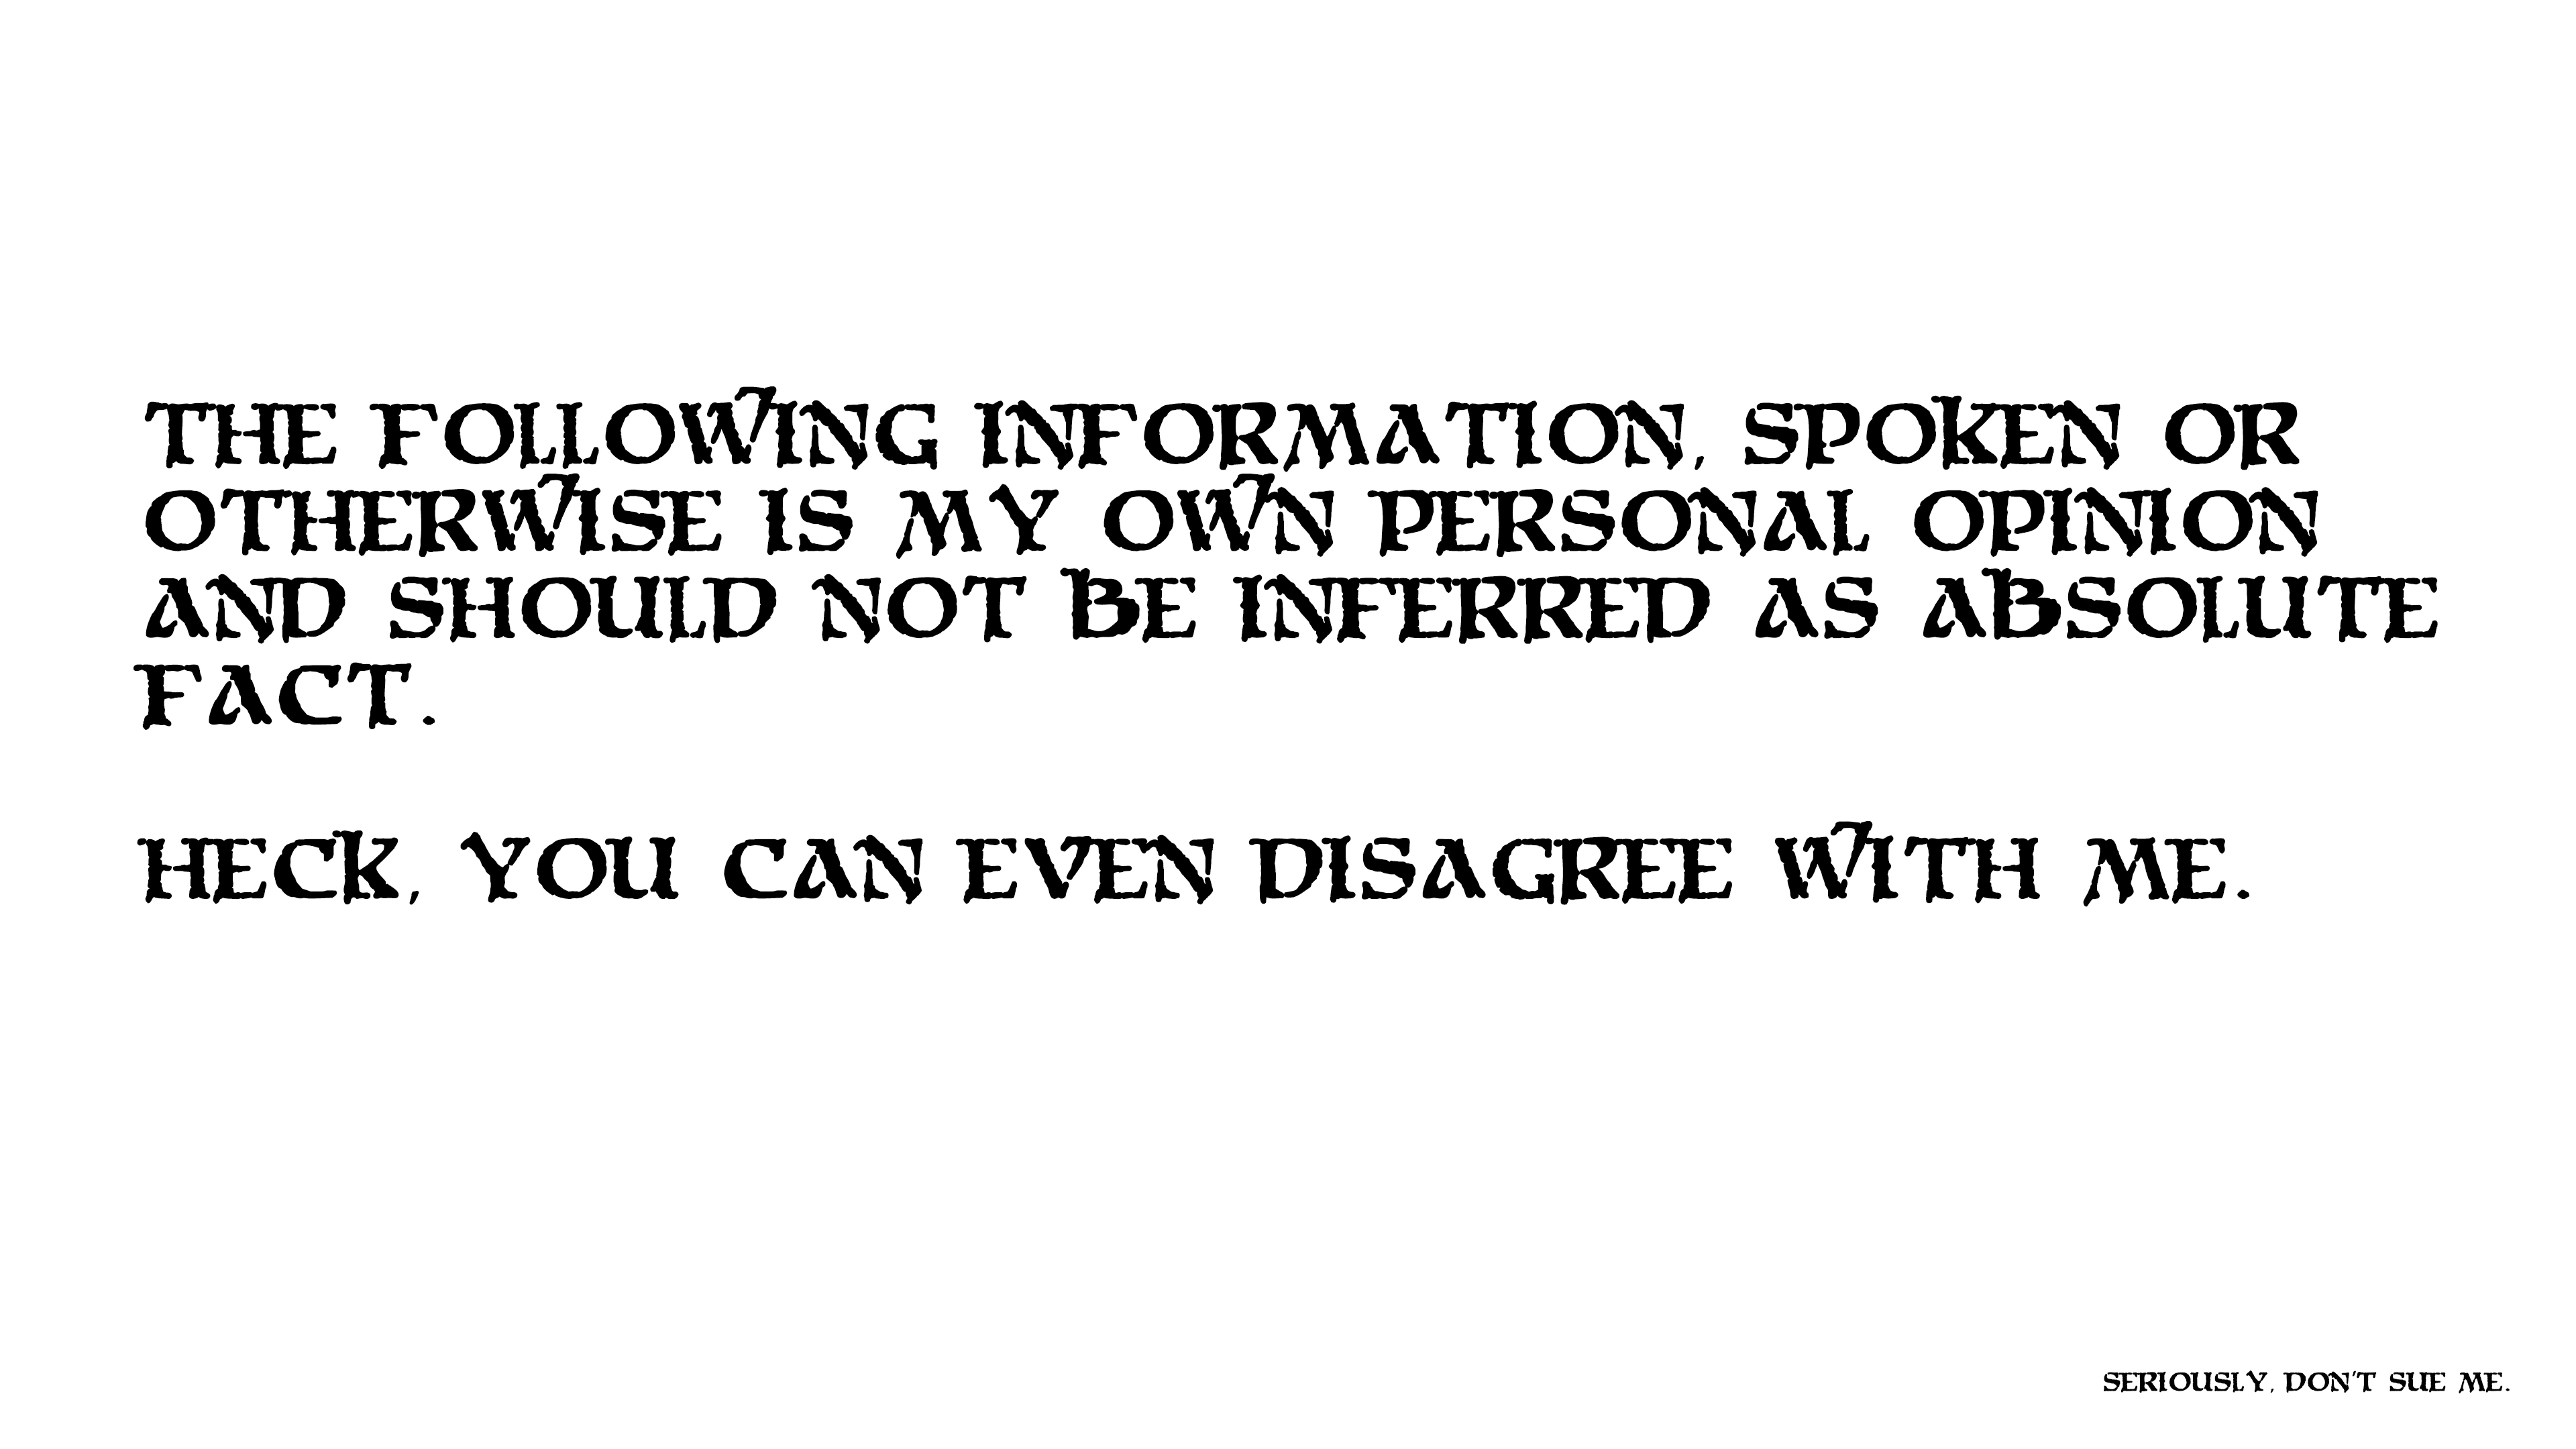 THE FOLLOWING INFORMATION, SPOKEN OR
OTHERWISE IS MY OWN PERSONAL OPINION
AND SHOULD NOT BE INFERRED AS ABSOLUTE
FACT.
HECK, YOU CAN EVEN DISAGREE WITH ME.
SERIOUSLY, DON'T SUE ME.